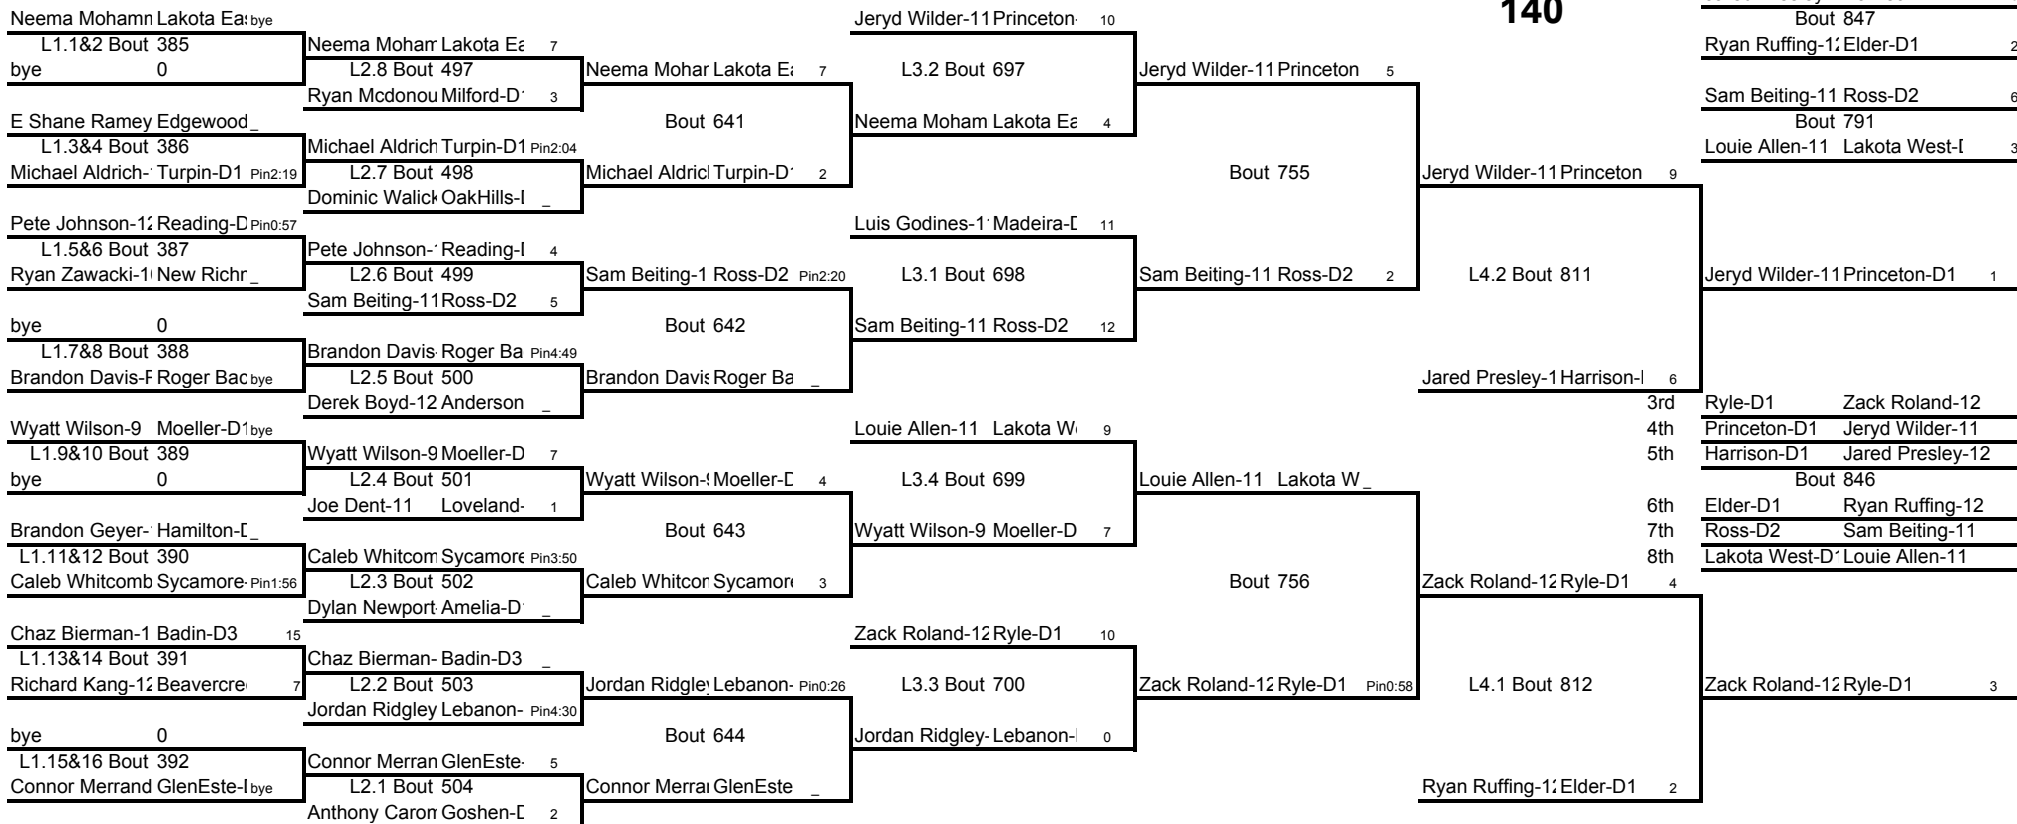 140
Neema Mohamn Lakota Eas bye
L1.1&2 Bout 385
bye 0
E Shane Ramey Edgewood _
L1.3&4 Bout 386
Michael Aldrich- Turpin-D1 Pin2:19
Pete Johnson-12 Reading-D Pin0:57
L1.5&6 Bout 387
Ryan Zawacki-1 New Richr _
bye 0
L1.7&8 Bout 388
Brandon Davis-F Roger Bac bye
Wyatt Wilson-9 Moeller-D1 bye
L1.9&10 Bout 389
bye 0
Brandon Geyer- Hamilton-D _
L1.11&12 Bout 390
Caleb Whitcomb Sycamore- Pin1:56
Chaz Bierman-1 Badin-D3 15
L1.13&14 Bout 391
Richard Kang-12 Beavercre 7
bye 0
L1.15&16 Bout 392
Connor Merrand GlenEste- bye
Neema Moham Lakota Ea 7
L2.8 Bout 497
Ryan Mcdonou Milford-D 3
Michael Aldrich Turpin-D1 Pin2:04
L2.7 Bout 498
Dominic Walick OakHills- _
Pete Johnson- Reading- 4
L2.6 Bout 499
Sam Beiting-11 Ross-D2 5
Brandon Davis Roger Ba Pin4:49
L2.5 Bout 500
Derek Boyd-12 Anderson _
Wyatt Wilson-9 Moeller-D 7
L2.4 Bout 501
Joe Dent-11 Loveland- 1
Caleb Whitcom Sycamore Pin3:50
L2.3 Bout 502
Dylan Newport Amelia-D _
Chaz Bierman- Badin-D3 _
L2.2 Bout 503
Jordan Ridgley Lebanon- Pin4:30
Connor Merran GlenEste- 5
L2.1 Bout 504
Anthony Caron Goshen-D 2
Neema Mohar Lakota Ea 7
Bout 641
Michael Aldric Turpin-D 2
Sam Beiting-1 Ross-D2 Pin2:20
Bout 642
Brandon Davis Roger Ba _
Wyatt Wilson- Moeller-D 4
Bout 643
Caleb Whitcor Sycamore 3
Jordan Ridgley Lebanon- Pin0:26
Bout 644
Connor Merra GlenEste _
Jeryd Wilder-11 Princeton- 10
L3.2 Bout 697
Neema Moham Lakota Ea 4
Luis Godines-1 Madeira-D 11
L3.1 Bout 698
Sam Beiting-11 Ross-D2 12
Louie Allen-11 Lakota W 9
L3.4 Bout 699
Wyatt Wilson-9 Moeller-D 7
Zack Roland-12 Ryle-D1 10
L3.3 Bout 700
Jordan Ridgley- Lebanon- 0
Jeryd Wilder-11 Princeton 5
Bout 755
Sam Beiting-11 Ross-D2 2
Louie Allen-11 Lakota W _
Bout 756
Zack Roland-12 Ryle-D1 Pin0:58
Jeryd Wilder-11 Princeton 9
L4.2 Bout 811
Jared Presley-1 Harrison- 6
Zack Roland-12 Ryle-D1 4
L4.1 Bout 812
Ryan Ruffing-12 Elder-D1 2
Bout 847
Ryan Ruffing-12 Elder-D1 2
Sam Beiting-11 Ross-D2 6
Bout 791
Louie Allen-11 Lakota West-D 3
Jeryd Wilder-11 Princeton-D1 1
3rd Ryle-D1 Zack Roland-12
4th Princeton-D1 Jeryd Wilder-11
5th Harrison-D1 Jared Presley-12
Bout 846
6th Elder-D1 Ryan Ruffing-12
7th Ross-D2 Sam Beiting-11
8th Lakota West-D1 Louie Allen-11
Zack Roland-12 Ryle-D1 3